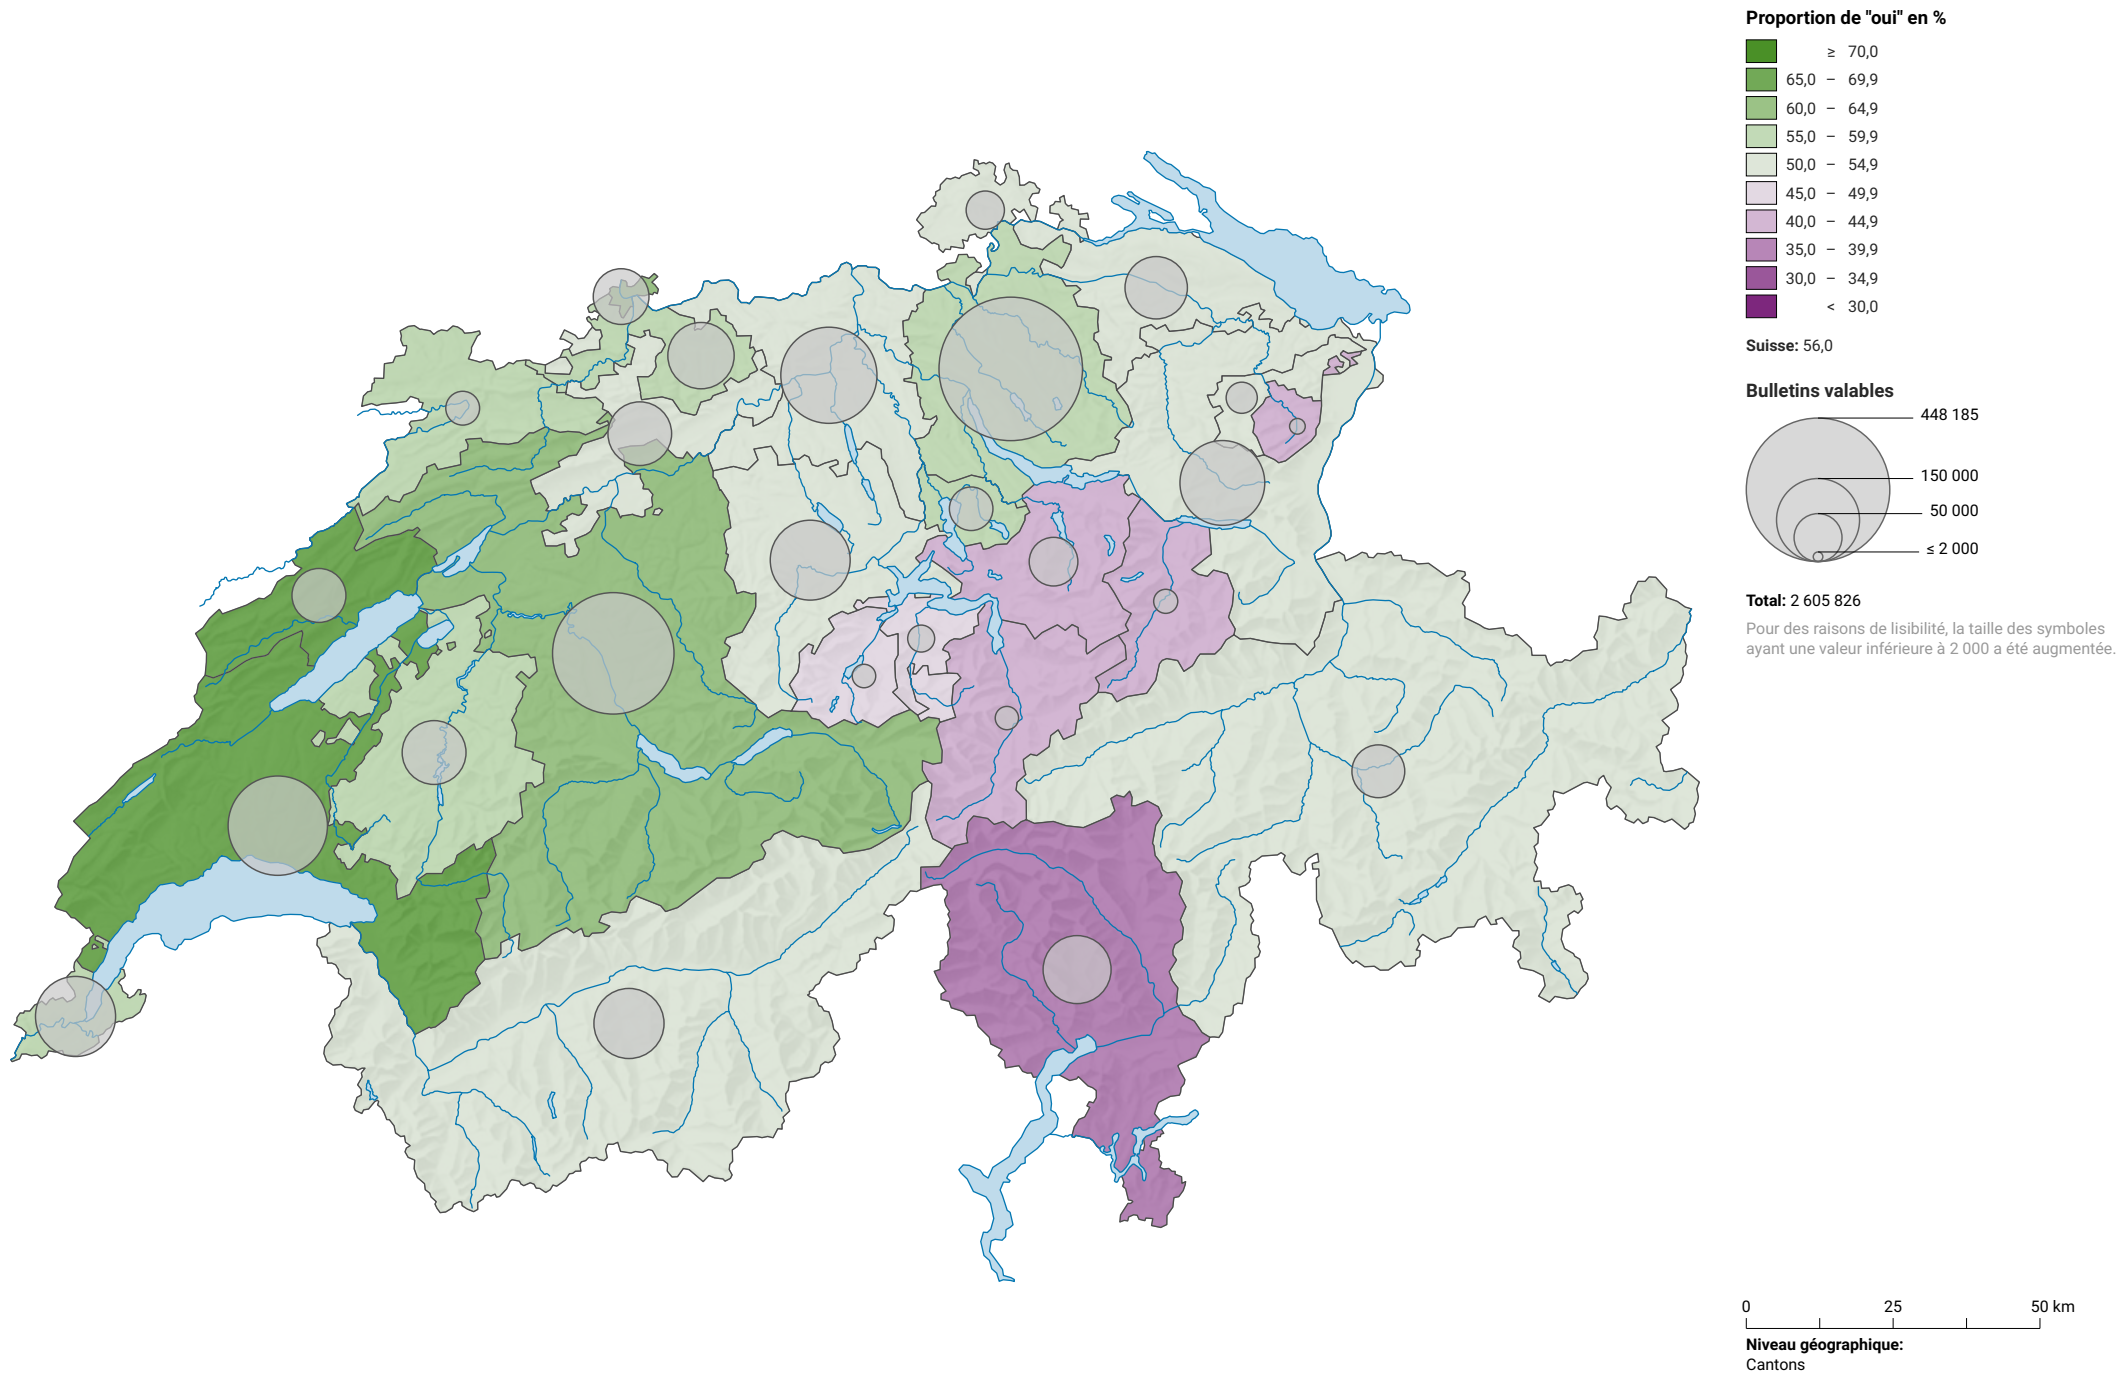 Proportion de "oui" en %
≥ 70,0
65,0 – 69,9
60,0 – 64,9
55,0 – 59,9
50,0 – 54,9
45,0 – 49,9
40,0 – 44,9
35,0 – 39,9
30,0 – 34,9
< 30,0
Suisse: 56,0
Bulletins valables
448 185
150 000
50 000
≤ 2 000
Total: 2 605 826
Pour des raisons de lisibilité, la taille des symboles
ayant une valeur inférieure à 2 000 a été augmentée.
0 25 50 km
Niveau géographique:
Cantons